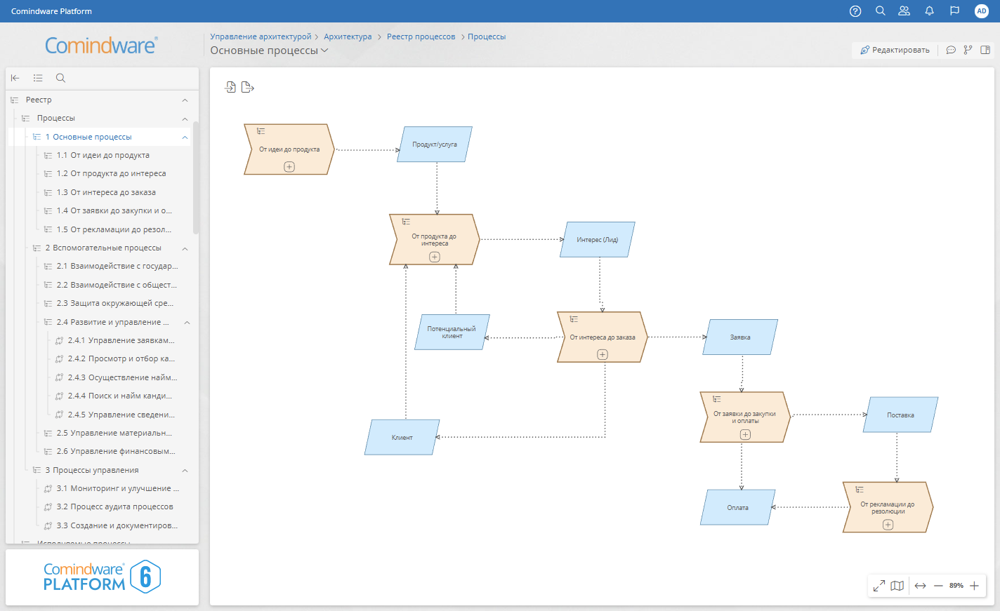 Comindware Platform
AD
Comindware®
Управление архитектурой
Архитектура
Реестр процессов
Процессы
Основные процессы
Редактировать
Реестр
Процессы
1 Основные процессы
1.1 От идеи до продукта
1.2 От продукта до интереса
1.3 От интереса до заказа
1.4 От заявки до закупки и о...
1.5 От рекламации до резол...
2 Вспомогательные процессы
2.1 Взаимодействие с государ...
2.2 Взаимодействие с общест...
2.3 Защита окружающей сре...
2.4 Развитие и управление ...
2.4.1 Управление заявкам...
2.4.2 Просмотр и отбор ка...
2.4.3 Осуществление найм...
2.4.4 Поиск и найм канди...
2.4.5 Управление сведени...
2.5 Управление материальн...
2.6 Управление финансовым...
3 Процессы управления
3.1 Мониторинг и улучшение ...
3.2 Процесс аудита процессов
3.3 Создание и документиров...
Исполняемые процессы
Comindware®
PLATFORM
6
От идеи до продукта
Продукт/услуга
От продукта до
интереса
Интерес (Лид)
Потенциальный
клиент
От интереса до заказа
Заявка
От заявки до закупки
и оплаты
Поставка
Клиент
Оплата
От рекламации до
резолюции
89%